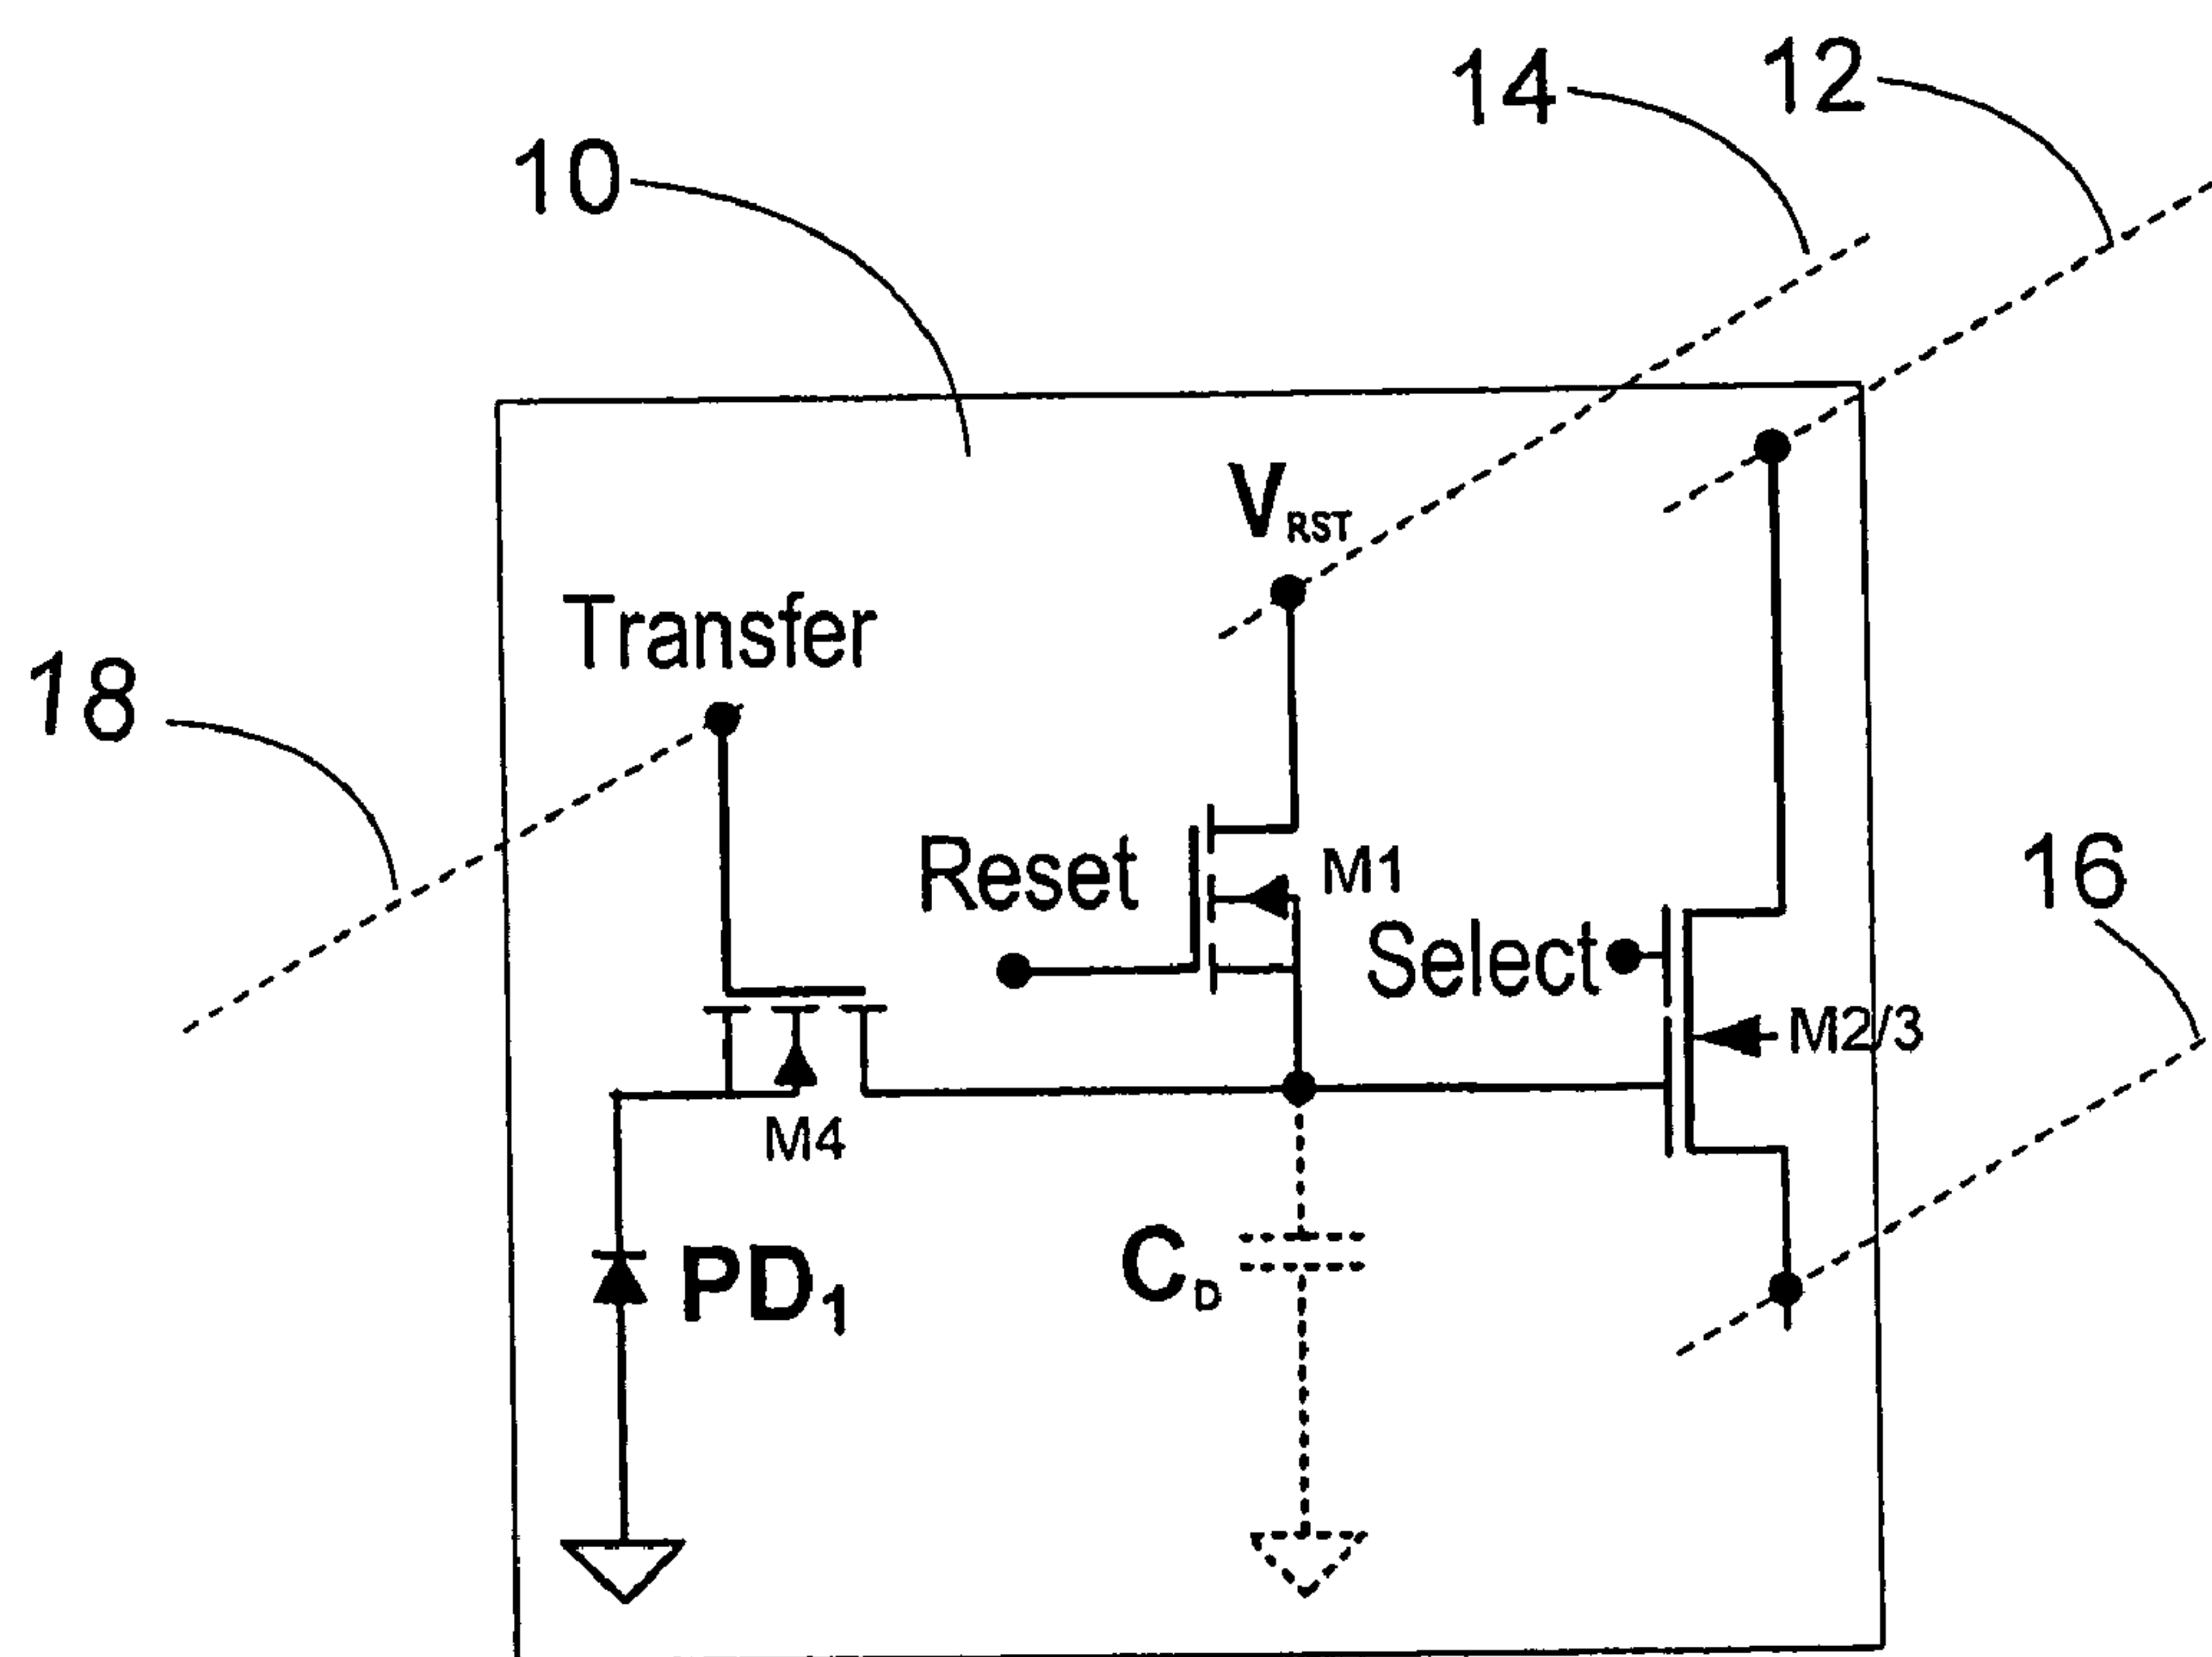 14
12
10
VRST
Transfer
18
Reset
M1
Select
16
M2/3
M4
PD1
CD